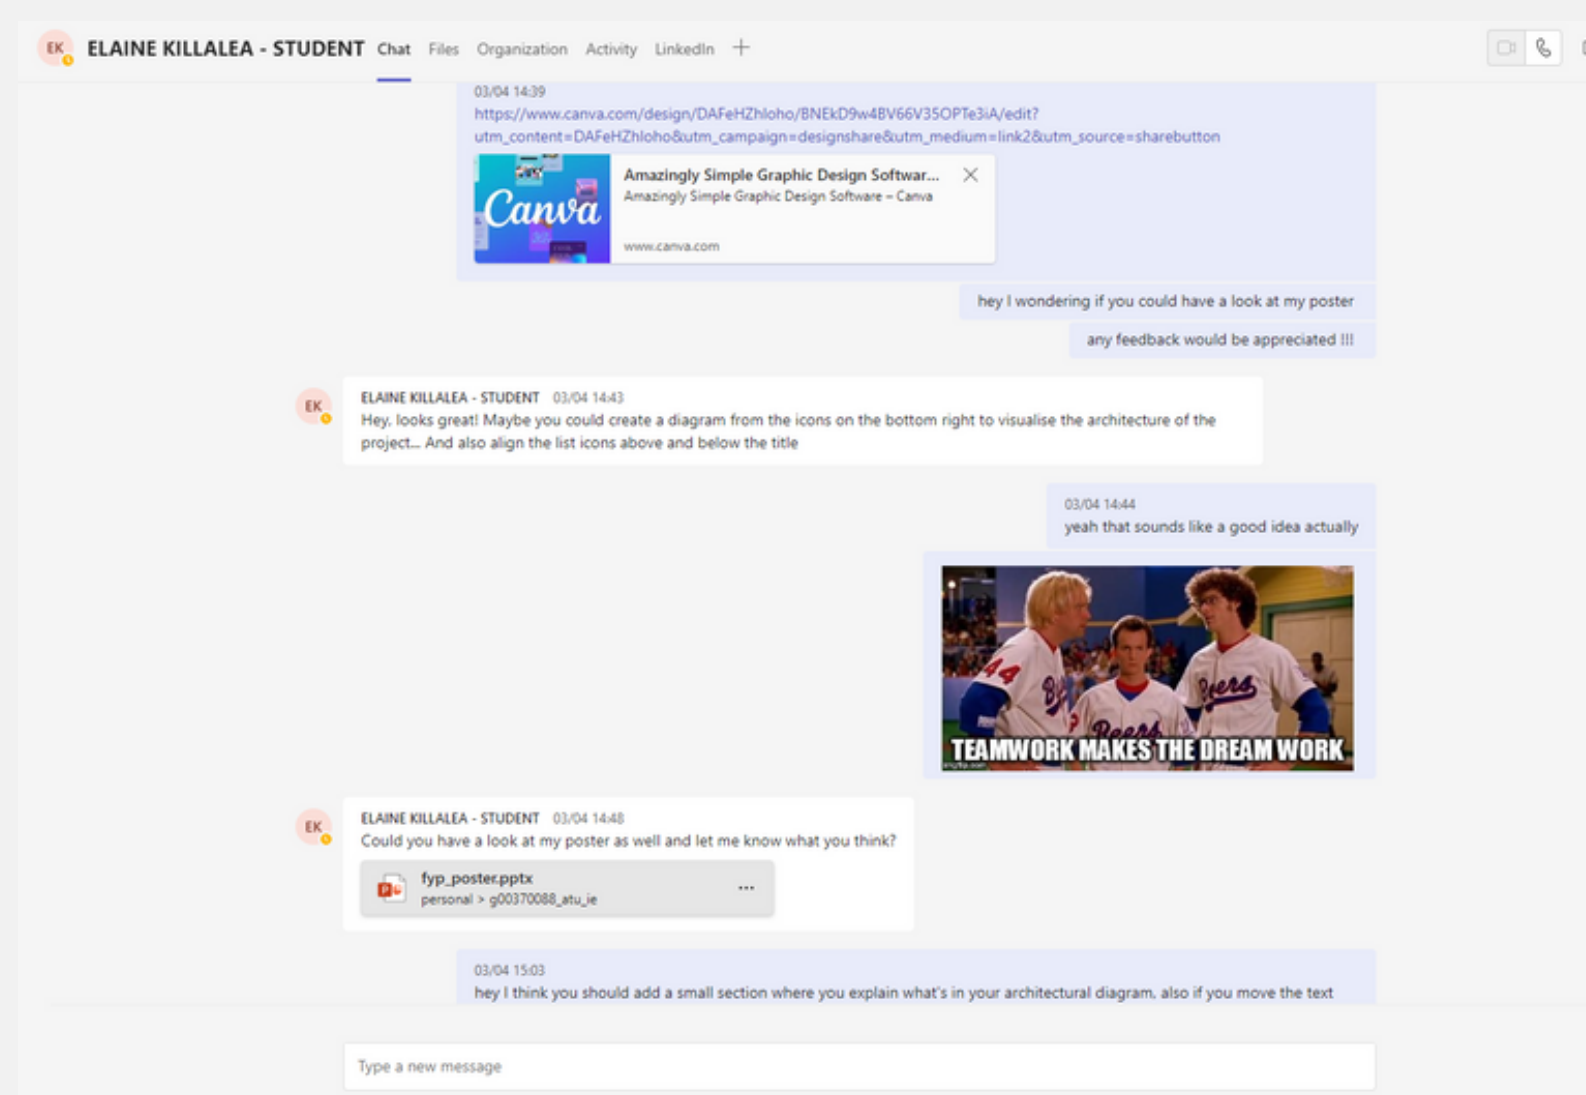 EK ELAINE KILLALEA - STUDENT Chat Files Organization Activity LinkedIn
03/04 14:39
https://www.canva.com/design/DAFeHZhIoho/BNEkD9w4BV66V35OPTe3iA/edit?
utm_content=DAFeHZhIoho&utm_campaign=designshare&utm_medium=link2&utm_source=sharebutton
Canva
Amazingly Simple Graphic Design Softwar...
Amazingly Simple Graphic Design Software – Canva
www.canva.com
hey I wondering if you could have a look at my poster
any feedback would be appreciated !!!
EK
ELAINE KILLALEA - STUDENT 03/04 14:43
Hey, looks great! Maybe you could create a diagram from the icons on the bottom right to visualise the architecture of the
project... And also align the list icons above and below the title
03/04 14:44
yeah that sounds like a good idea actually
44
Beers
Beers
TEAMWORK MAKES THE DREAM WORK
imgflip.com
EK
ELAINE KILLALEA - STUDENT 03/04 14:48
Could you have a look at my poster as well and let me know what you think?
fyp_poster.pptx
personal > g00370088_atu_ie
03/04 15:03
hey I think you should add a small section where you explain what's in your architectural diagram, also if you move the text
Type a new message